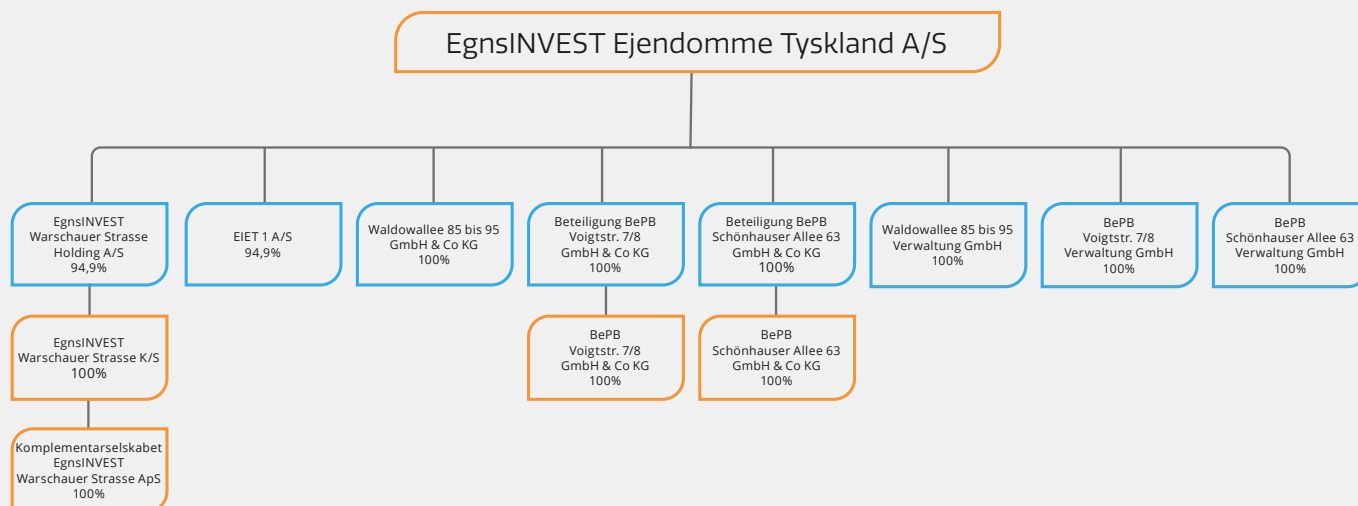 EgnsINVEST Ejendomme Tyskland A/S
EgnsINVEST
Warschauer Strasse
Holding A/S
94,9%
EIET 1 A/S
94,9%
Waldowallee 85 bis 95
GmbH & Co KG
100%
Beteiligung BePB
Voigtstr. 7/8
GmbH & Co KG
100%
Beteiligung BePB
Schönhauser Allee 63
GmbH & Co KG
100%
Waldowallee 85 bis 95
Verwaltung GmbH
100%
BePB
Voigtstr. 7/8
Verwaltung GmbH
100%
BePB
Schönhauser Allee 63
Verwaltung GmbH
100%
EgnsINVEST
Warschauer Strasse K/S
100%
BePB
Voigtstr. 7/8
GmbH & Co KG
100%
BePB
Schönhauser Allee 63
GmbH & Co KG
100%
Komplementarselskabet
EgnsINVEST
Warschauer Strasse ApS
100%